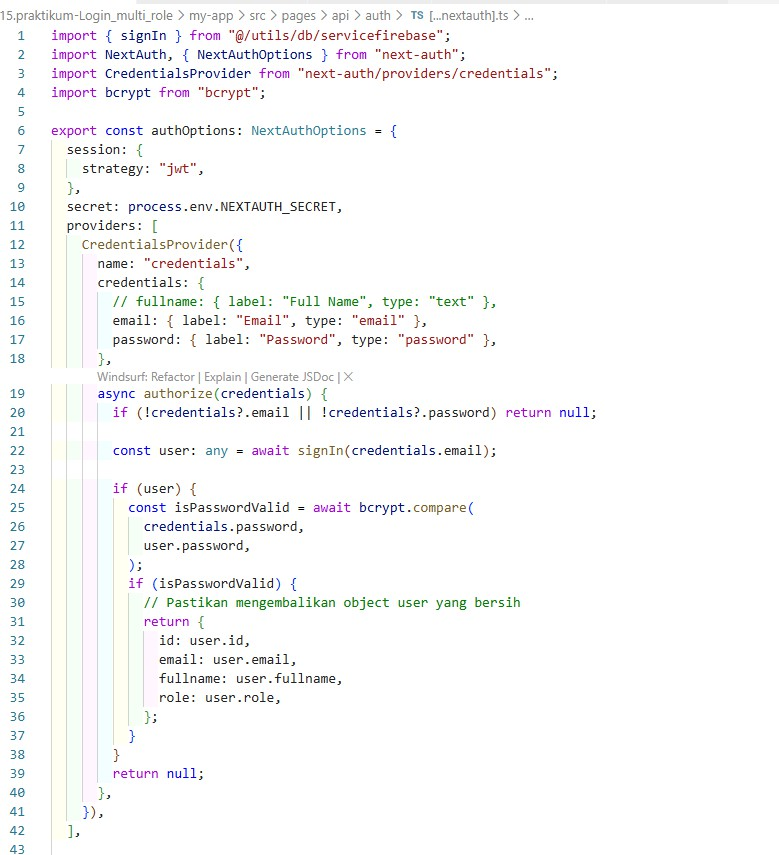 15.praktikum-Login_multi_role > my-app > src > pages > api > auth > TS [...nextauth].ts > ...
1 import { signIn } from "@/utils/db/servicefirebase";
2 import NextAuth, { NextAuthOptions } from "next-auth";
3 import CredentialsProvider from "next-auth/providers/credentials";
4 import bcrypt from "bcrypt";
5
6 export const authOptions: NextAuthOptions = {
7   session: {
8     strategy: "jwt",
9   },
10   secret: process.env.NEXTAUTH_SECRET,
11   providers: [
12     CredentialsProvider({
13       name: "credentials",
14       credentials: {
15         // fullname: { label: "Full Name", type: "text" },
16         email: { label: "Email", type: "email" },
17         password: { label: "Password", type: "password" },
18       },
Windsurf: Refactor | Explain | Generate JSDoc | X
19       async authorize(credentials) {
20         if (!credentials?.email || !credentials?.password) return null;
21
22         const user: any = await signIn(credentials.email);
23
24         if (user) {
25           const isPasswordValid = await bcrypt.compare(
26             credentials.password,
27             user.password,
28           );
29           if (isPasswordValid) {
30             // Pastikan mengembalikan object user yang bersih
31             return {
32               id: user.id,
33               email: user.email,
34               fullname: user.fullname,
35               role: user.role,
36             };
37           }
38         }
39         return null;
40       },
41     }),
42   ],
43